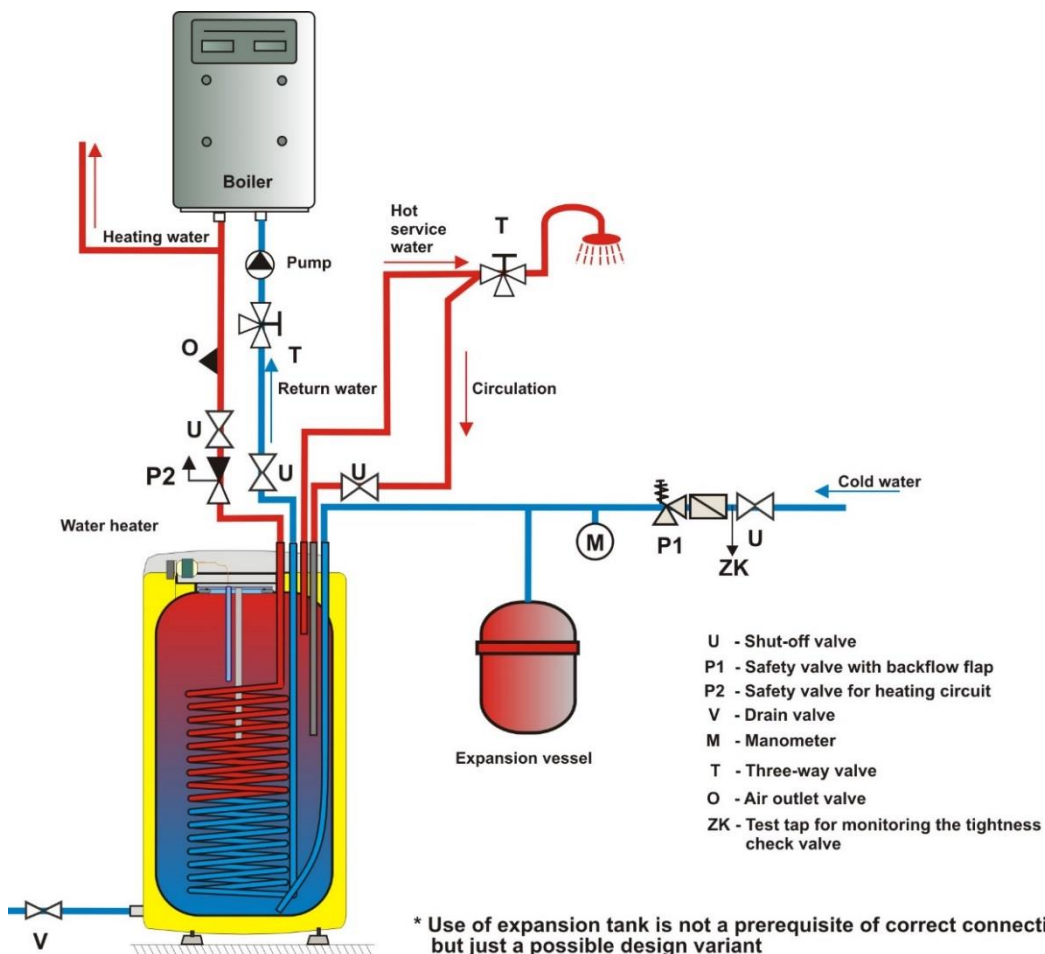 Boiler
Heating water
Pump
Hot
service
water
T
O
T
Return water
Circulation
U
P2
U
U
Cold water
Water heater
M
P1
U
ZK
Expansion vessel
U - Shut-off valve
P1 - Safety valve with backflow flap
P2 - Safety valve for heating circuit
V - Drain valve
M - Manometer
T - Three-way valve
O - Air outlet valve
ZK - Test tap for monitoring the tightness
check valve
V
* Use of expansion tank is not a prerequisite of correct connecti
but just a possible design variant